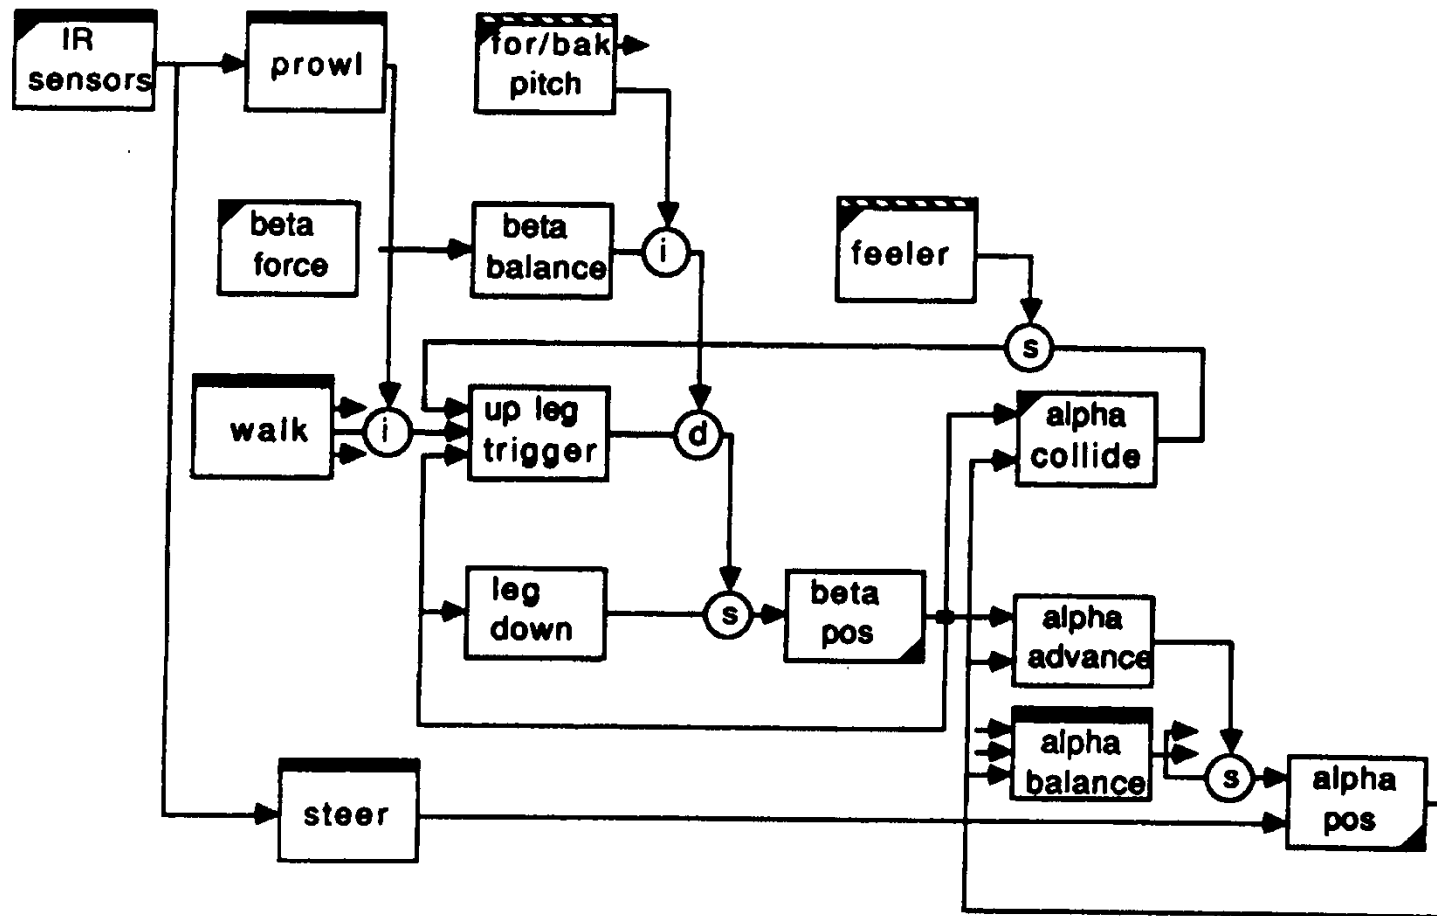 IR
sensors
prowl
for/bak
pitch
beta
force
beta
balance
i
feeler
s
walk
i
up leg
trigger
d
alpha
collide
leg
down
s
beta
pos
alpha
advance
alpha
balance
s
alpha
pos
steer